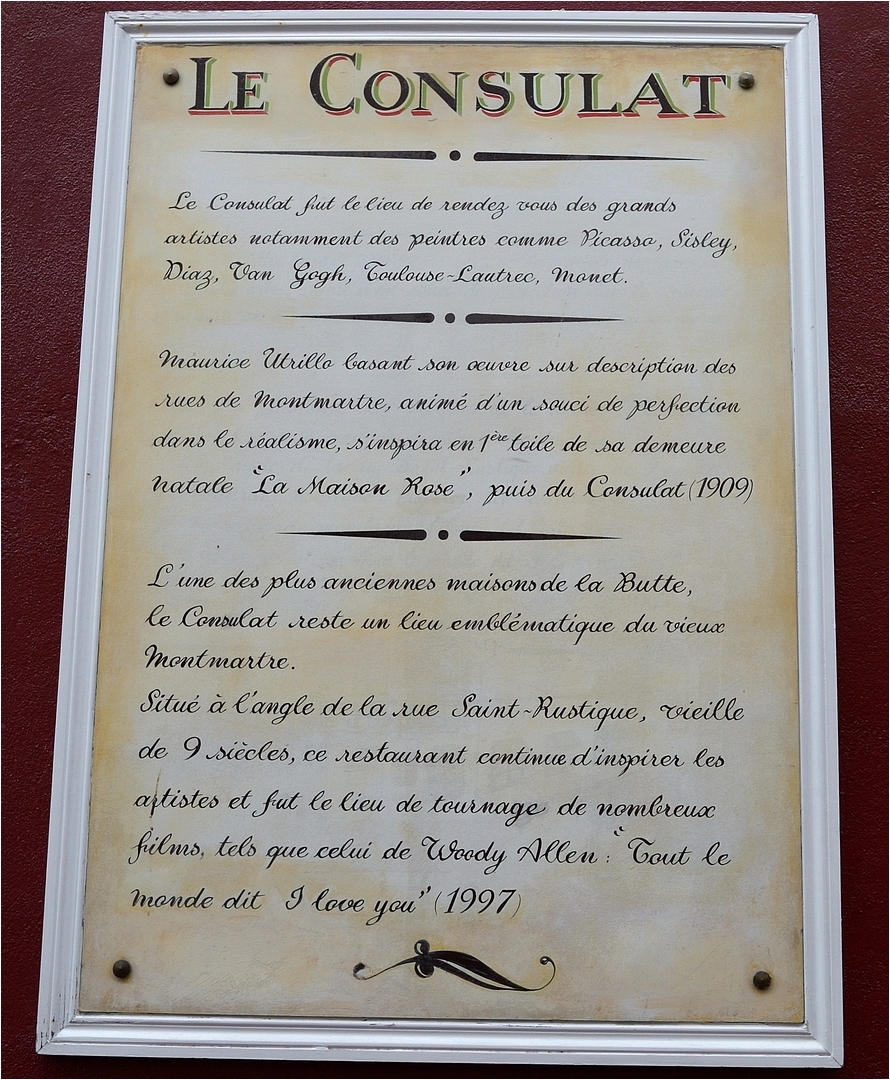 LE CONSULAT
Le Consulat fut le lieu de rendez vous des grands
artistes notamment des peintres comme Picasso, Sisley,
Diaz, Van Gogh, Toulouse-Lautrec, Monet.
Maurice Utrillo basant son œuvre sur description des
rues de Montmartre, animé d'un souci de perfection
dans le réalisme, s'inspira en 1ère toile de sa demeure
natale "La Maison Rose", puis du Consulat (1909)
L'une des plus anciennes maisons de la Butte,
le Consulat reste un lieu emblématique du vieux
Montmartre.
Situé à l'angle de la rue Saint-Rustique, vieille
de 9 siècles, ce restaurant continue d'inspirer les
artistes et fut le lieu de tournage de nombreux
films, tels que celui de Woody Allen : "Tout le
monde dit I love you" (1997)